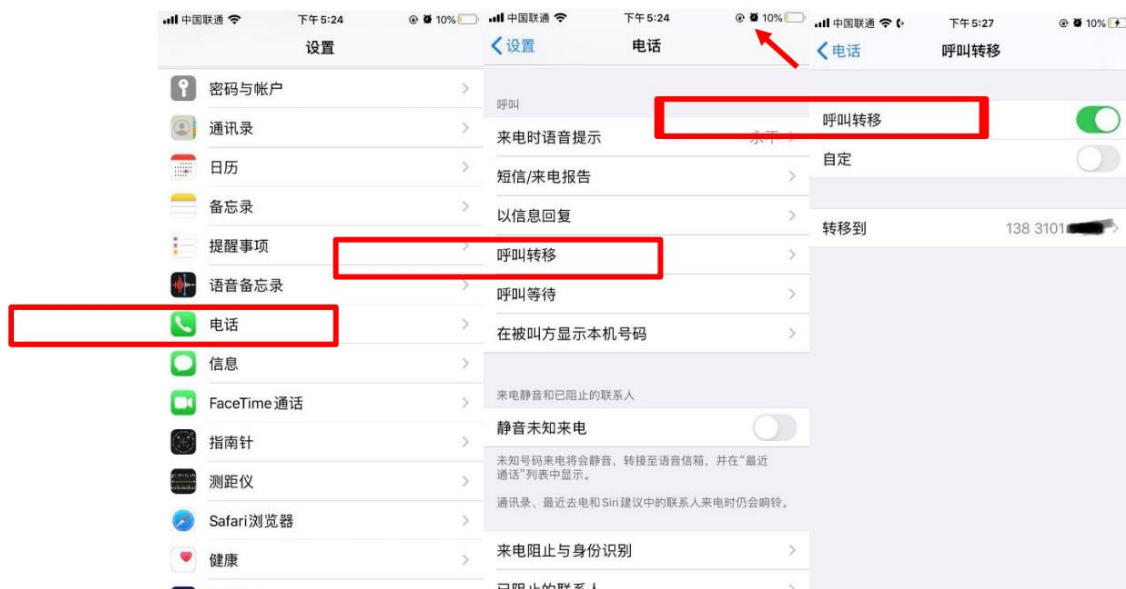 中国联通
下午5:24
10%
设置
密码与帐户
通讯录
日历
备忘录
提醒事项
语音备忘录
电话
信息
FaceTime通话
指南针
测距仪
Safari浏览器
健康
中国联通
下午5:24
10%
设置
电话
呼叫
来电时语音提示
短信/来电报告
以信息回复
呼叫转移
呼叫等待
在被叫方显示本机号码
来电静音和已阻止的联系人
静音未知来电
未知号码来电将会静音，转接至语音信箱，并在“最近
通话”列表中显示。
通讯录、最近去电和Siri建议中的联系人来电时仍会响铃。
来电阻止与身份识别
已阻止的联系人
中国联通
下午5:27
10%
电话
呼叫转移
呼叫转移
自定
转移到
138 3101